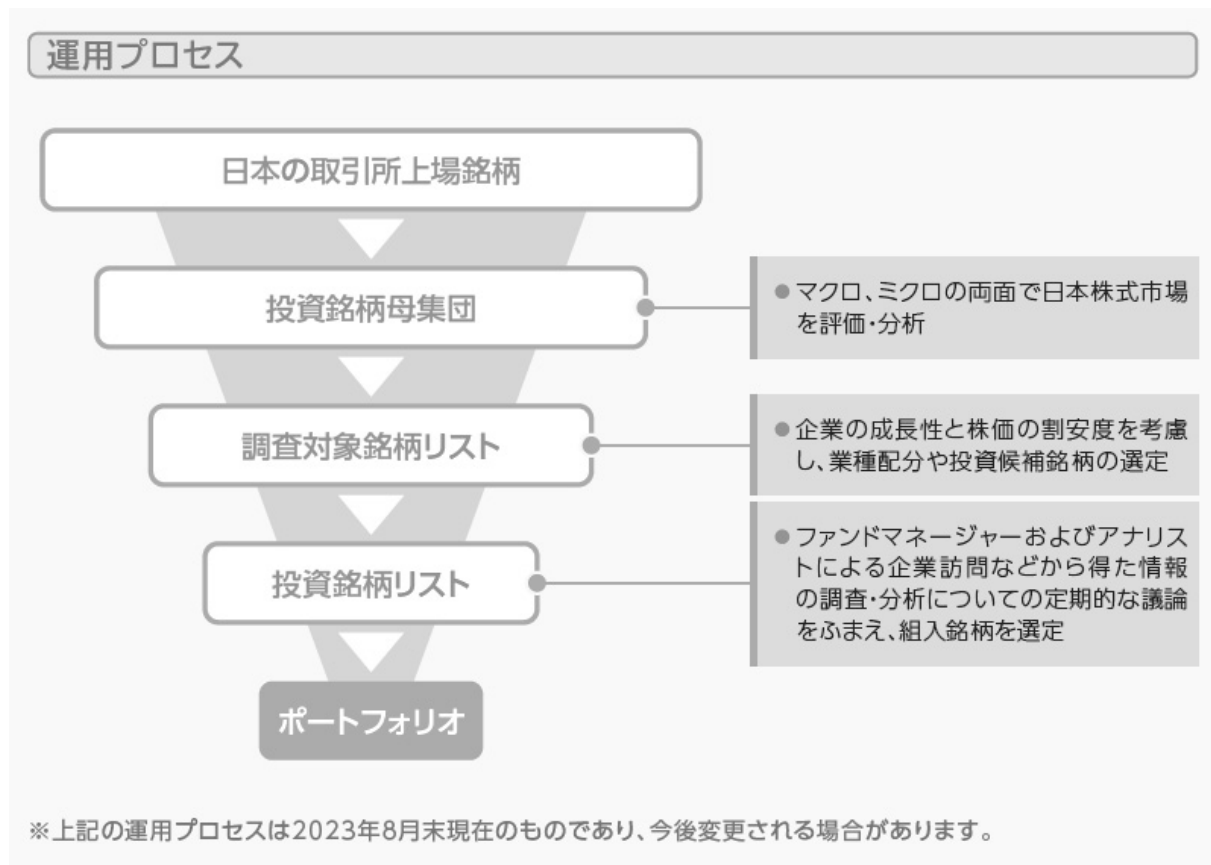 運用プロセス
日本の取引所上場銘柄
投資銘柄母集団
●マクロ、ミクロの両面で日本株式市場
を評価・分析
調査対象銘柄リスト
●企業の成長性と株価の割安度を考慮
し、業種配分や投資候補銘柄の選定
投資銘柄リスト
●ファンドマネージャーおよびアナリス
トによる企業訪問などから得た情報
の調査・分析についての定期的な議論
をふまえ、組入銘柄を選定
ポートフォリオ
※上記の運用プロセスは2023年8月末現在のものであり、今後変更される場合があります。